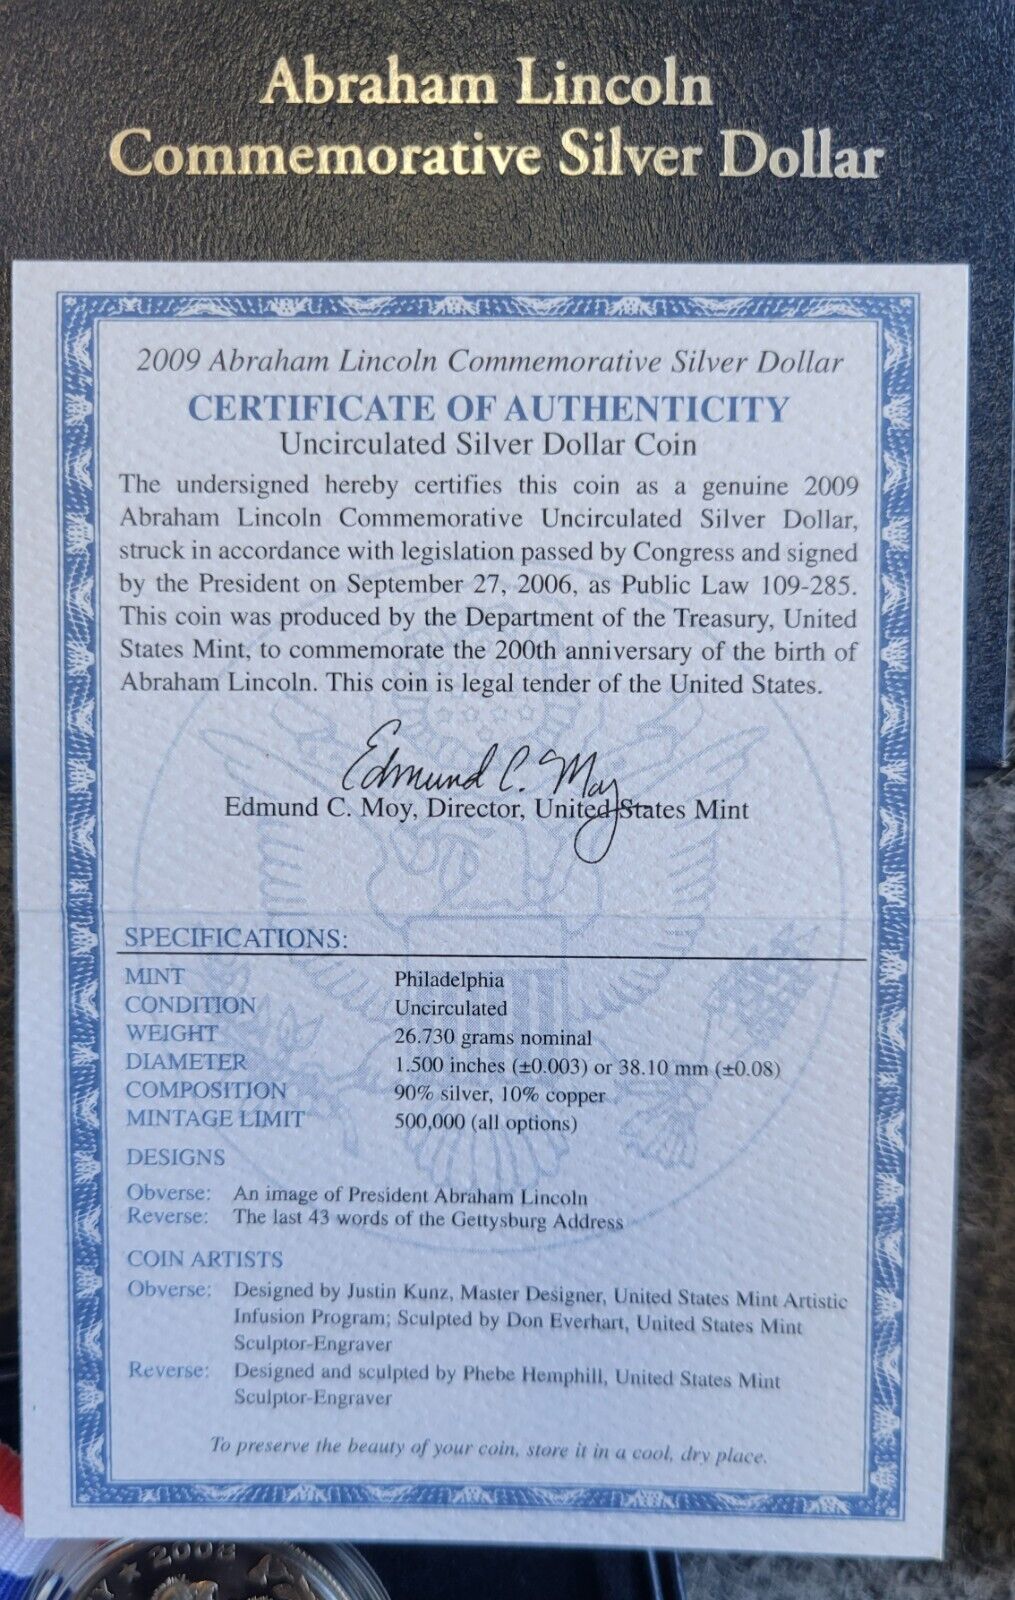 Abraham Lincoln
Commemorative Silver Dollar
2009 Abraham Lincoln Commemorative Silver Dollar
CERTIFICATE OF AUTHENTICITY
Uncirculated Silver Dollar Coin
The undersigned hereby certifies this coin as a genuine 2009
Abraham Lincoln Commemorative Uncirculated Silver Dollar,
struck in accordance with legislation passed by Congress and signed
by the President on September 27, 2006, as Public Law 109-285.
This coin was produced by the Department of the Treasury, United
States Mint, to commemorate the 200th anniversary of the birth of
Abraham Lincoln. This coin is legal tender of the United States.
Edmund C. Moy
Edmund C. Moy, Director, United States Mint
SPECIFICATIONS:
MINT Philadelphia
CONDITION Uncirculated
WEIGHT 26.730 grams nominal
DIAMETER 1.500 inches (±0.003) or 38.10 mm (±0.08)
COMPOSITION 90% silver, 10% copper
MINTAGE LIMIT 500,000 (all options)
DESIGNS
Obverse: An image of President Abraham Lincoln
Reverse: The last 43 words of the Gettysburg Address
COIN ARTISTS
Obverse: Designed by Justin Kunz, Master Designer, United States Mint Artistic
Infusion Program; Sculpted by Don Everhart, United States Mint
Sculptor-Engraver
Reverse: Designed and sculpted by Phebe Hemphill, United States Mint
Sculptor-Engraver
To preserve the beauty of your coin, store it in a cool, dry place.